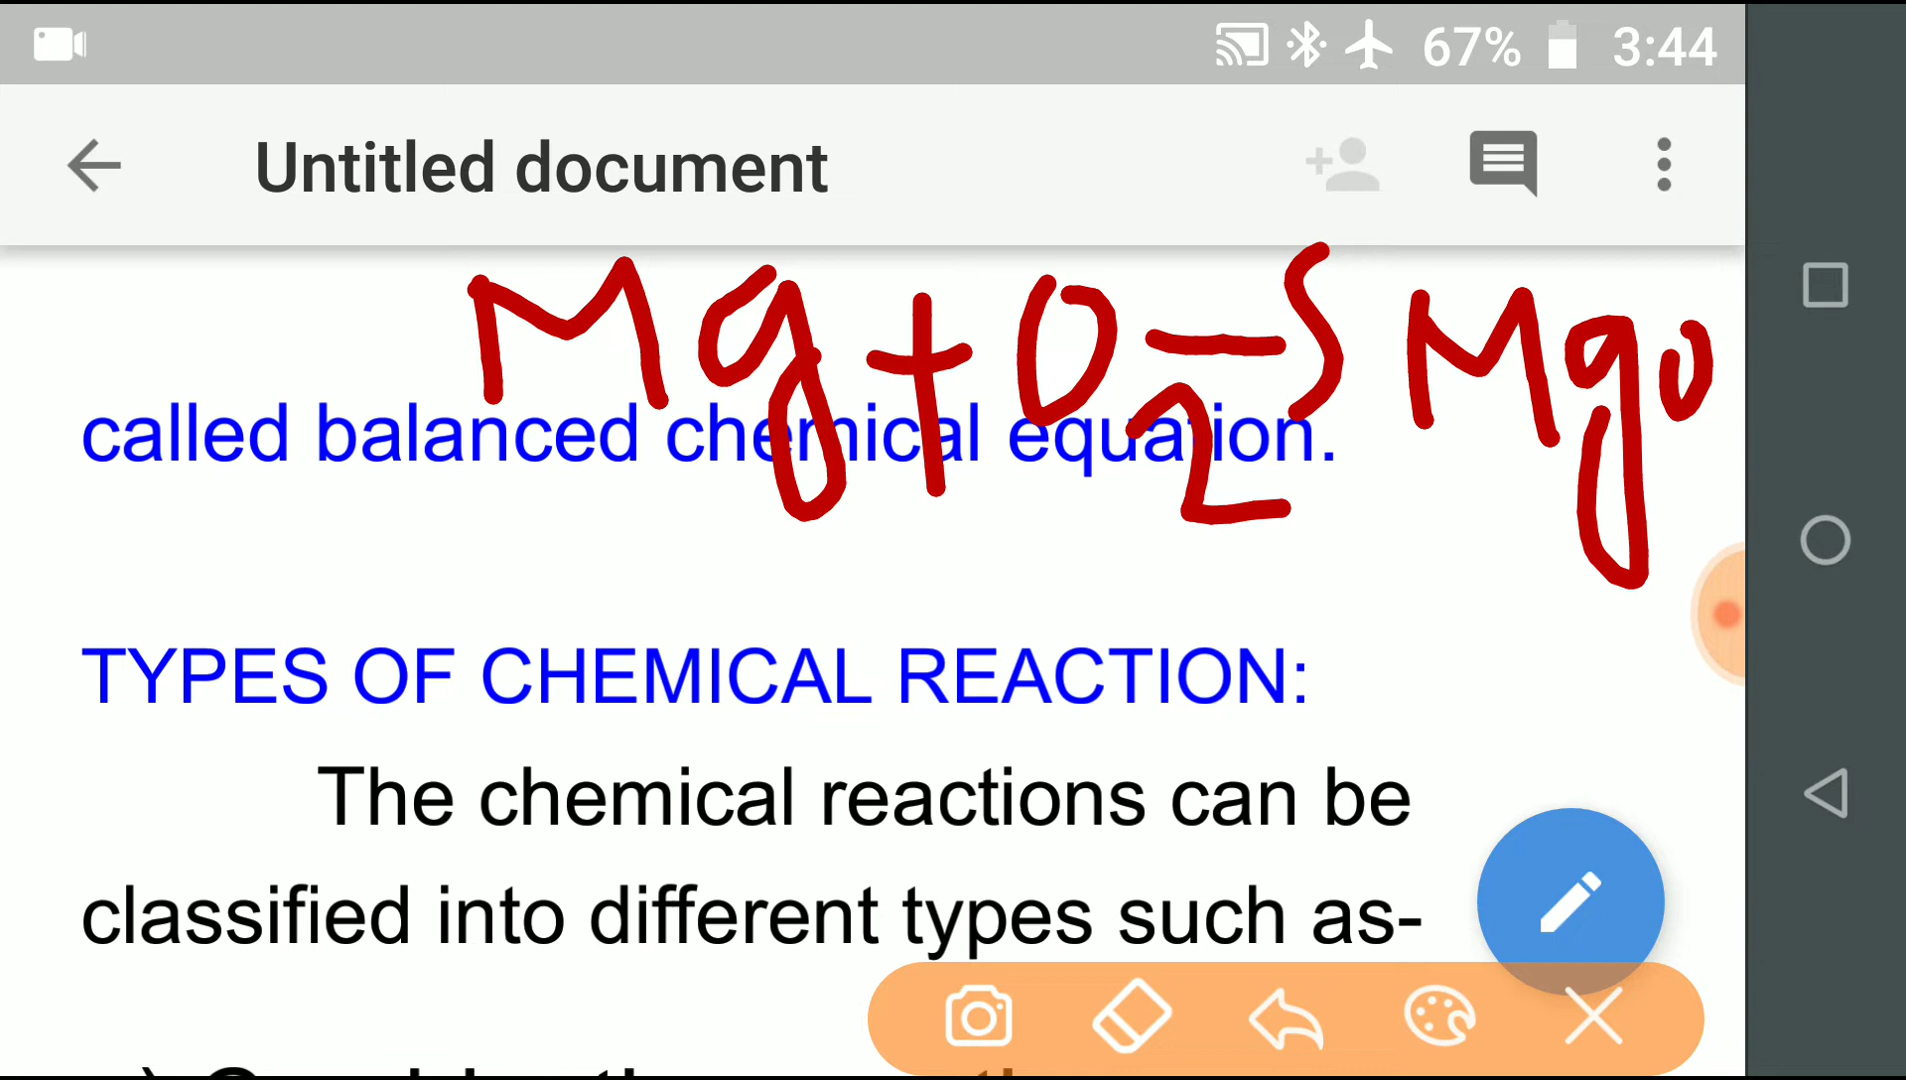 67% 3:44
Untitled document
Mg + O2 → Mgo
called balanced chemical equation.
TYPES OF CHEMICAL REACTION:
The chemical reactions can be
classified into different types such as-